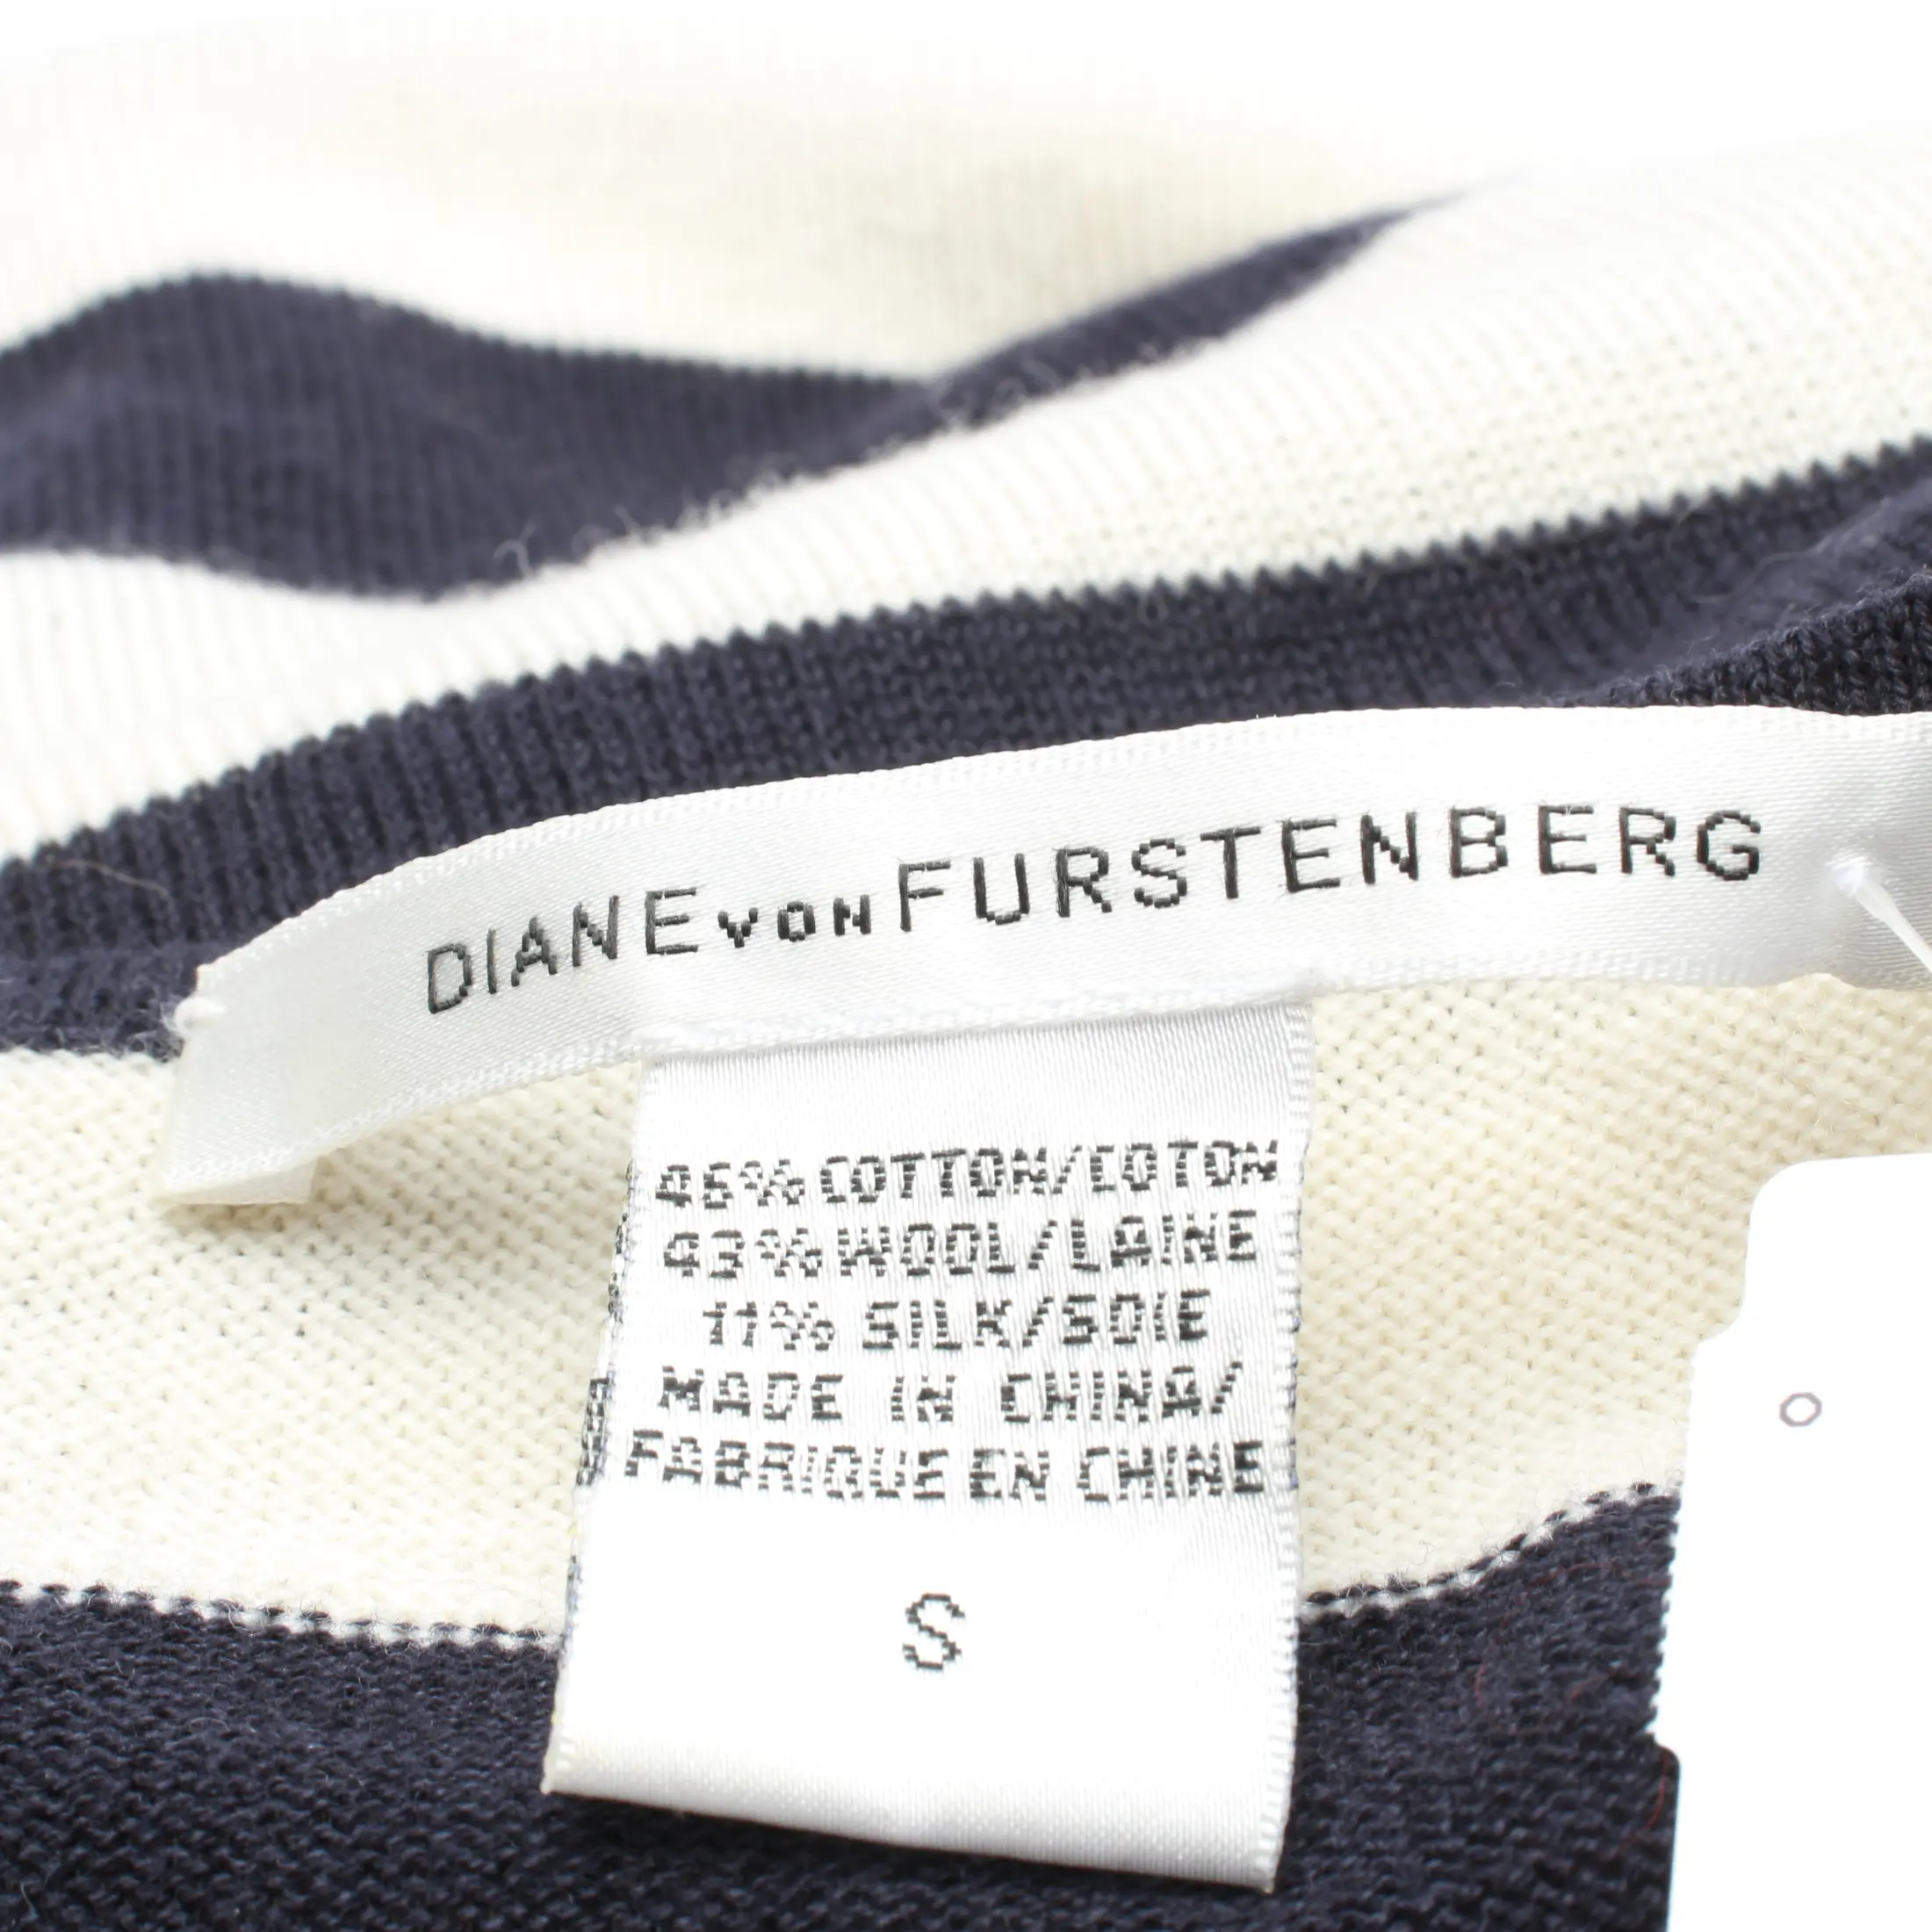 DIANE VON FURSTENBERG
46% COTTON/COTON
43% WOOL/LAINE
11% SILK/SOIE
MADE IN CHINA/
FABRIQUE EN CHINE
S